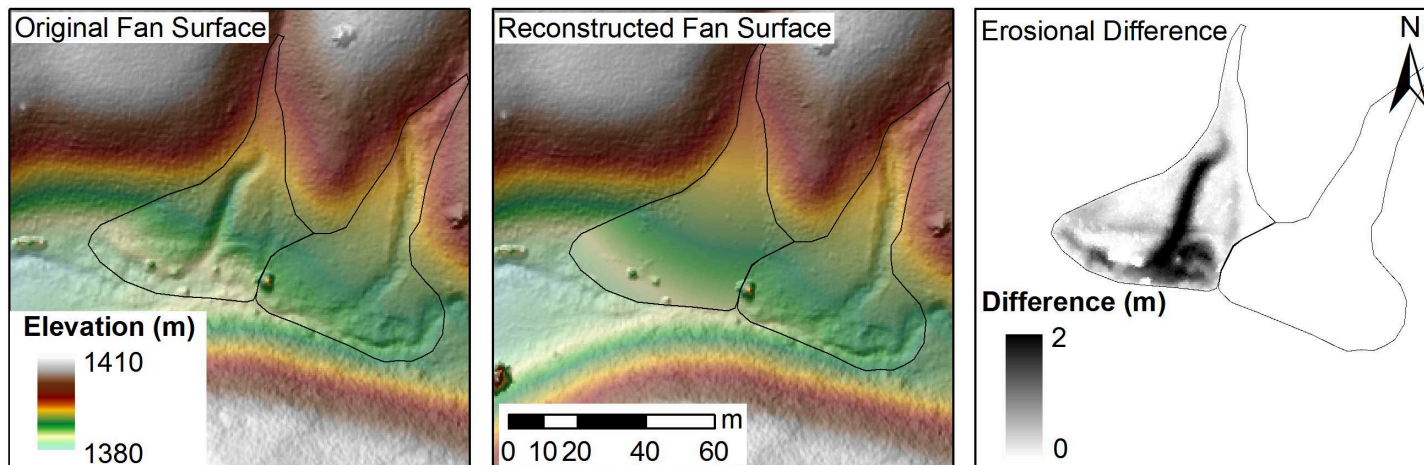 Original Fan Surface
Elevation (m)
1410
1380
Reconstructed Fan Surface
m
0 10 20 40 60
Erosional Difference
N
Difference (m)
2
0